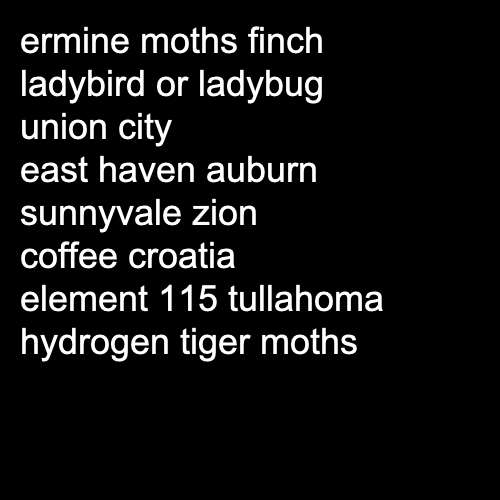 ermine moths finch
ladybird or ladybug
union city
east haven auburn
sunnyvale zion
coffee croatia
element 115 tullahoma
hydrogen tiger moths